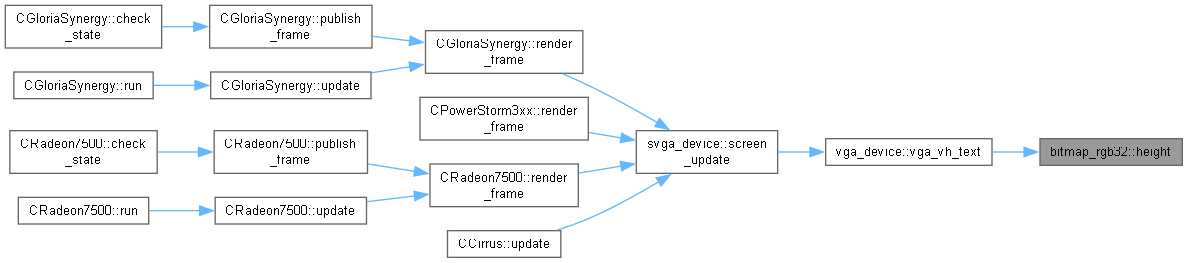 CGloriaSynergy::check
_state
CGloriaSynergy::publish
_frame
CGloriaSynergy::render
_frame
CGloriaSynergy::run
CGloriaSynergy::update
CPowerStorm3xx::render
_frame
CRadeon7500::check
_state
CRadeon7500::publish
_frame
svga_device::screen
_update
vga_device::vga_vh_text
bitmap_rgb32::height
CRadeon7500::render
_frame
CRadeon7500::run
CRadeon7500::update
CCirrus::update